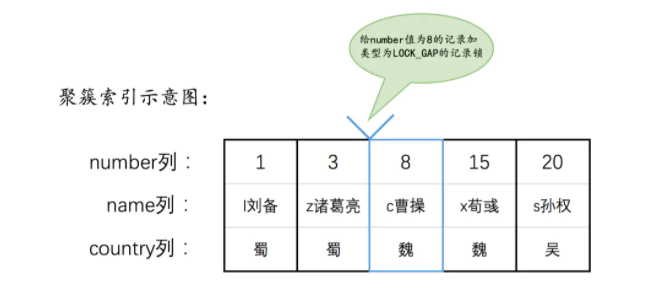 给number值为8的记录加
类型为LOCK_GAP的记录锁
聚簇索引示意图：
number列： 1 3 8 15 20
name列： l刘备 z诸葛亮 c曹操 x荀彧 s孙权
country列： 蜀 蜀 魏 魏 吴